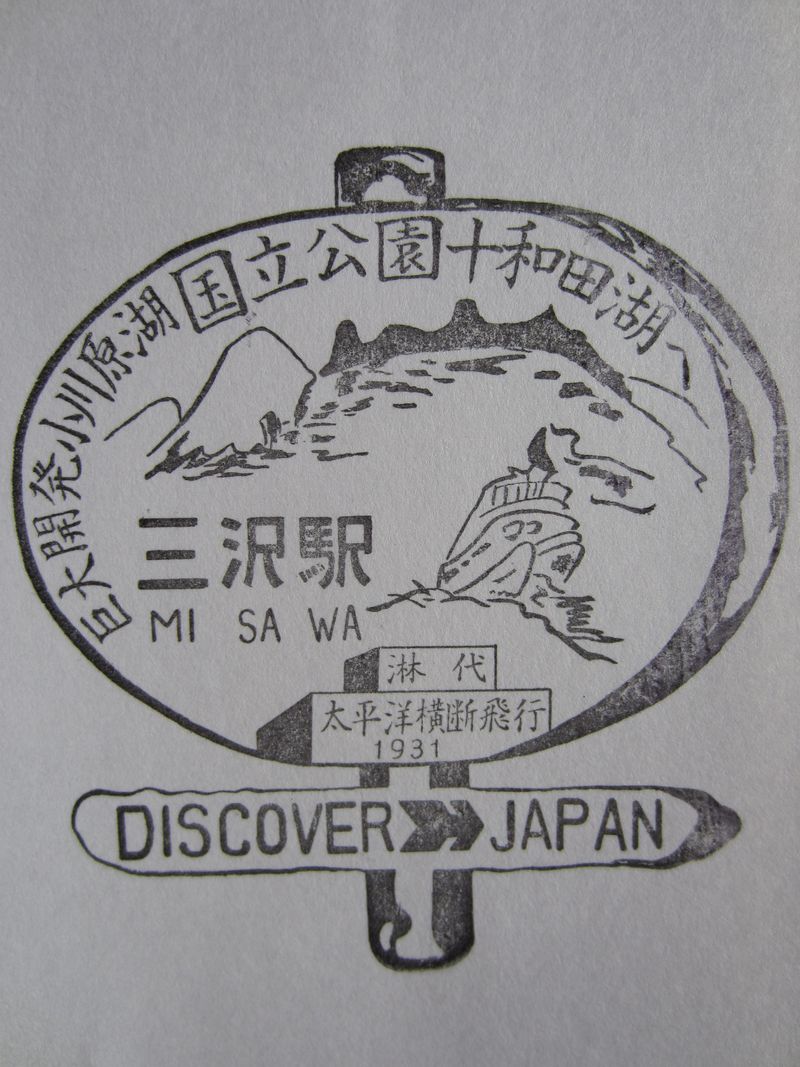 巨大開発小川原湖国立公園十和田湖へ
三沢駅
MI SA WA
淋代
太平洋横断飛行
1931
DISCOVER JAPAN